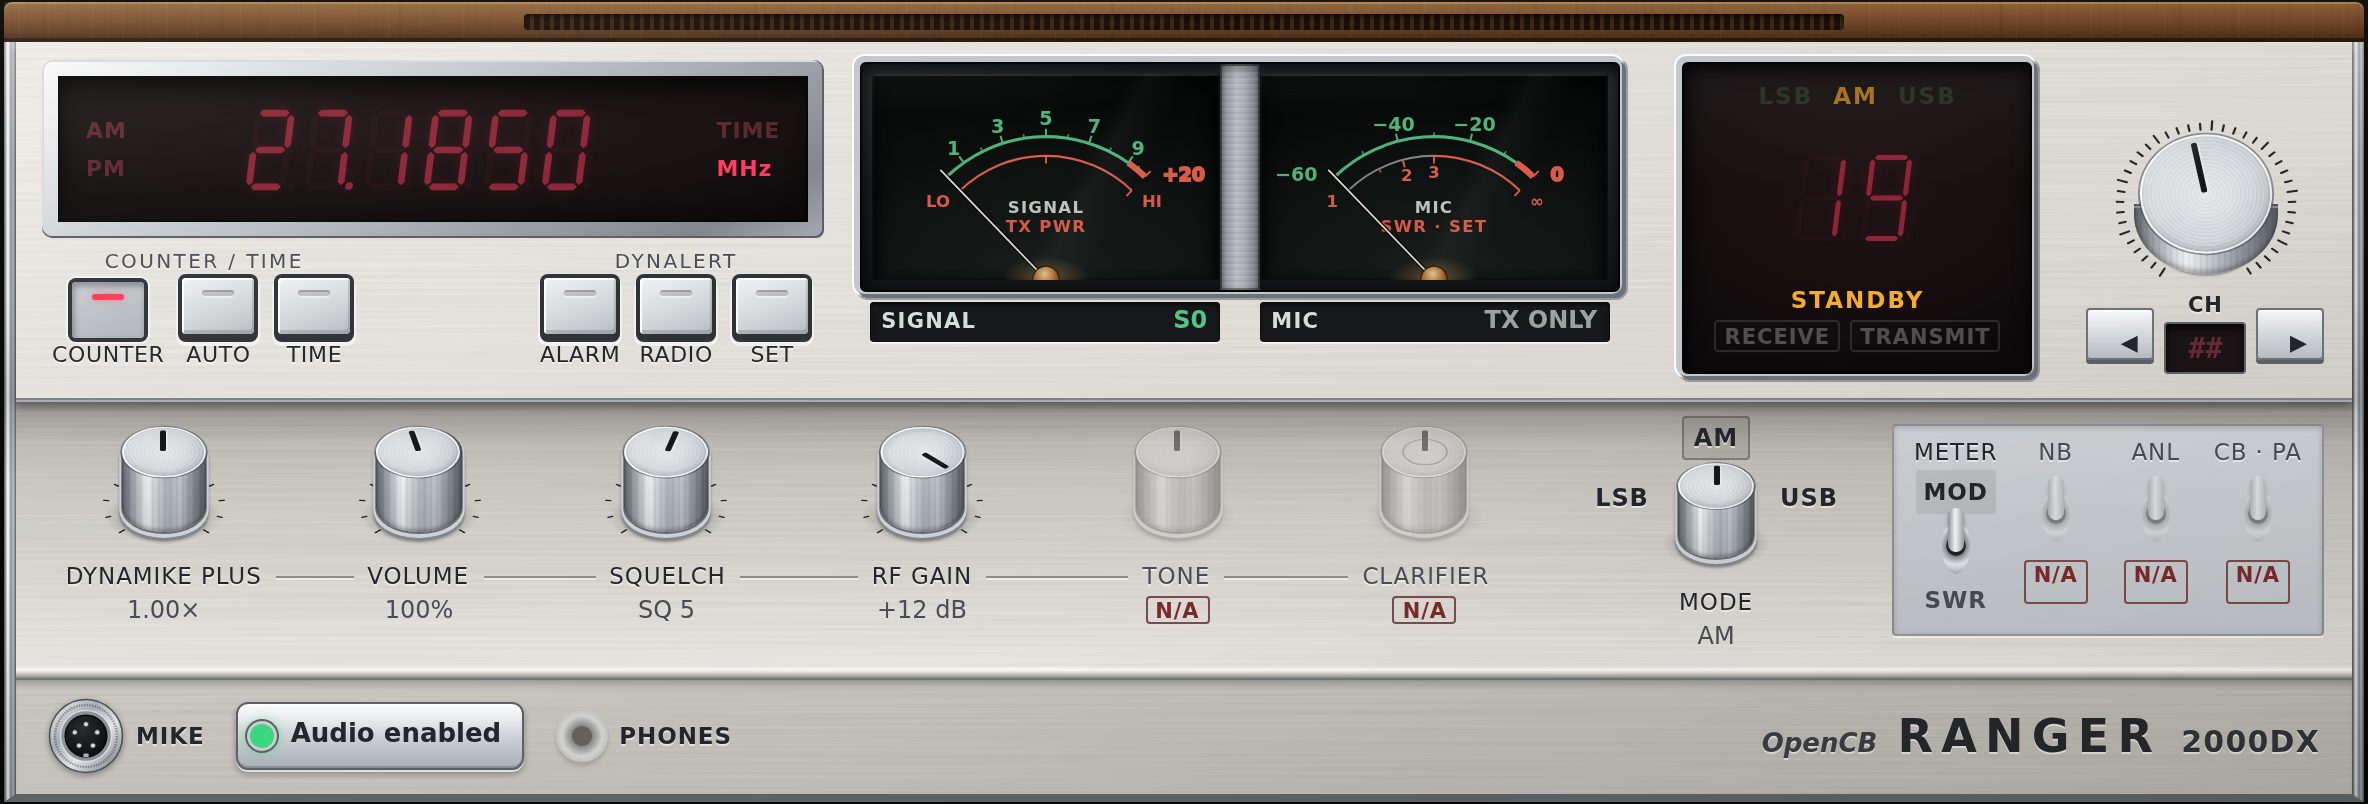 AM
PM
27.1850
TIME
MHz
COUNTER / TIME
COUNTER
AUTO
TIME
DYNALERT
ALARM
RADIO
SET
1 3 5 7 9 +20
LO HI
SIGNAL
TX PWR
SIGNAL S0
−60 −40 −20 0
1 2 3 ∞
MIC
SWR · SET
MIC TX ONLY
LSB AM USB
19
STANDBY
RECEIVE TRANSMIT
CH
◀ ## ▶
DYNAMIKE PLUS
1.00×
VOLUME
100%
SQUELCH
SQ 5
RF GAIN
+12 dB
TONE
N/A
CLARIFIER
N/A
AM
LSB USB
MODE
AM
METER
MOD
SWR
NB
N/A
ANL
N/A
CB · PA
N/A
MIKE
Audio enabled
PHONES
OpenCB RANGER 2000DX